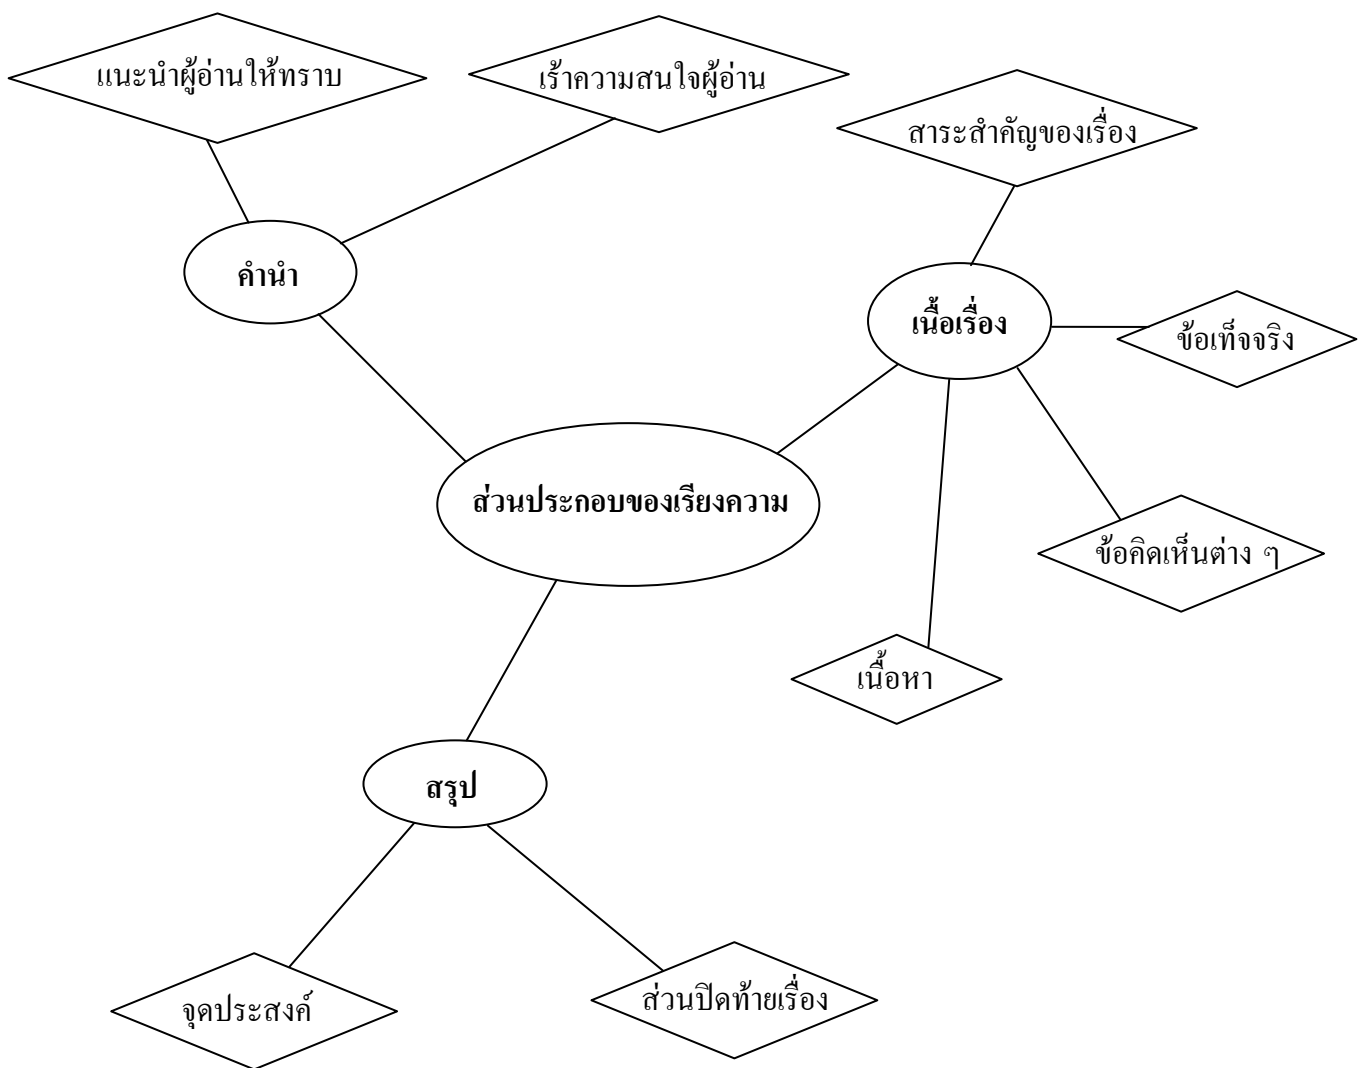 แนะนำผู้อ่านให้ทราบ
เร้าความสนใจผู้อ่าน
สาระสำคัญของเรื่อง
คำนำ
เนื้อเรื่อง
ข้อเท็จจริง
ส่วนประกอบของเรียงความ
ข้อคิดเห็นต่าง ๆ
เนื้อหา
สรุป
จุดประสงค์
ส่วนปิดท้ายเรื่อง